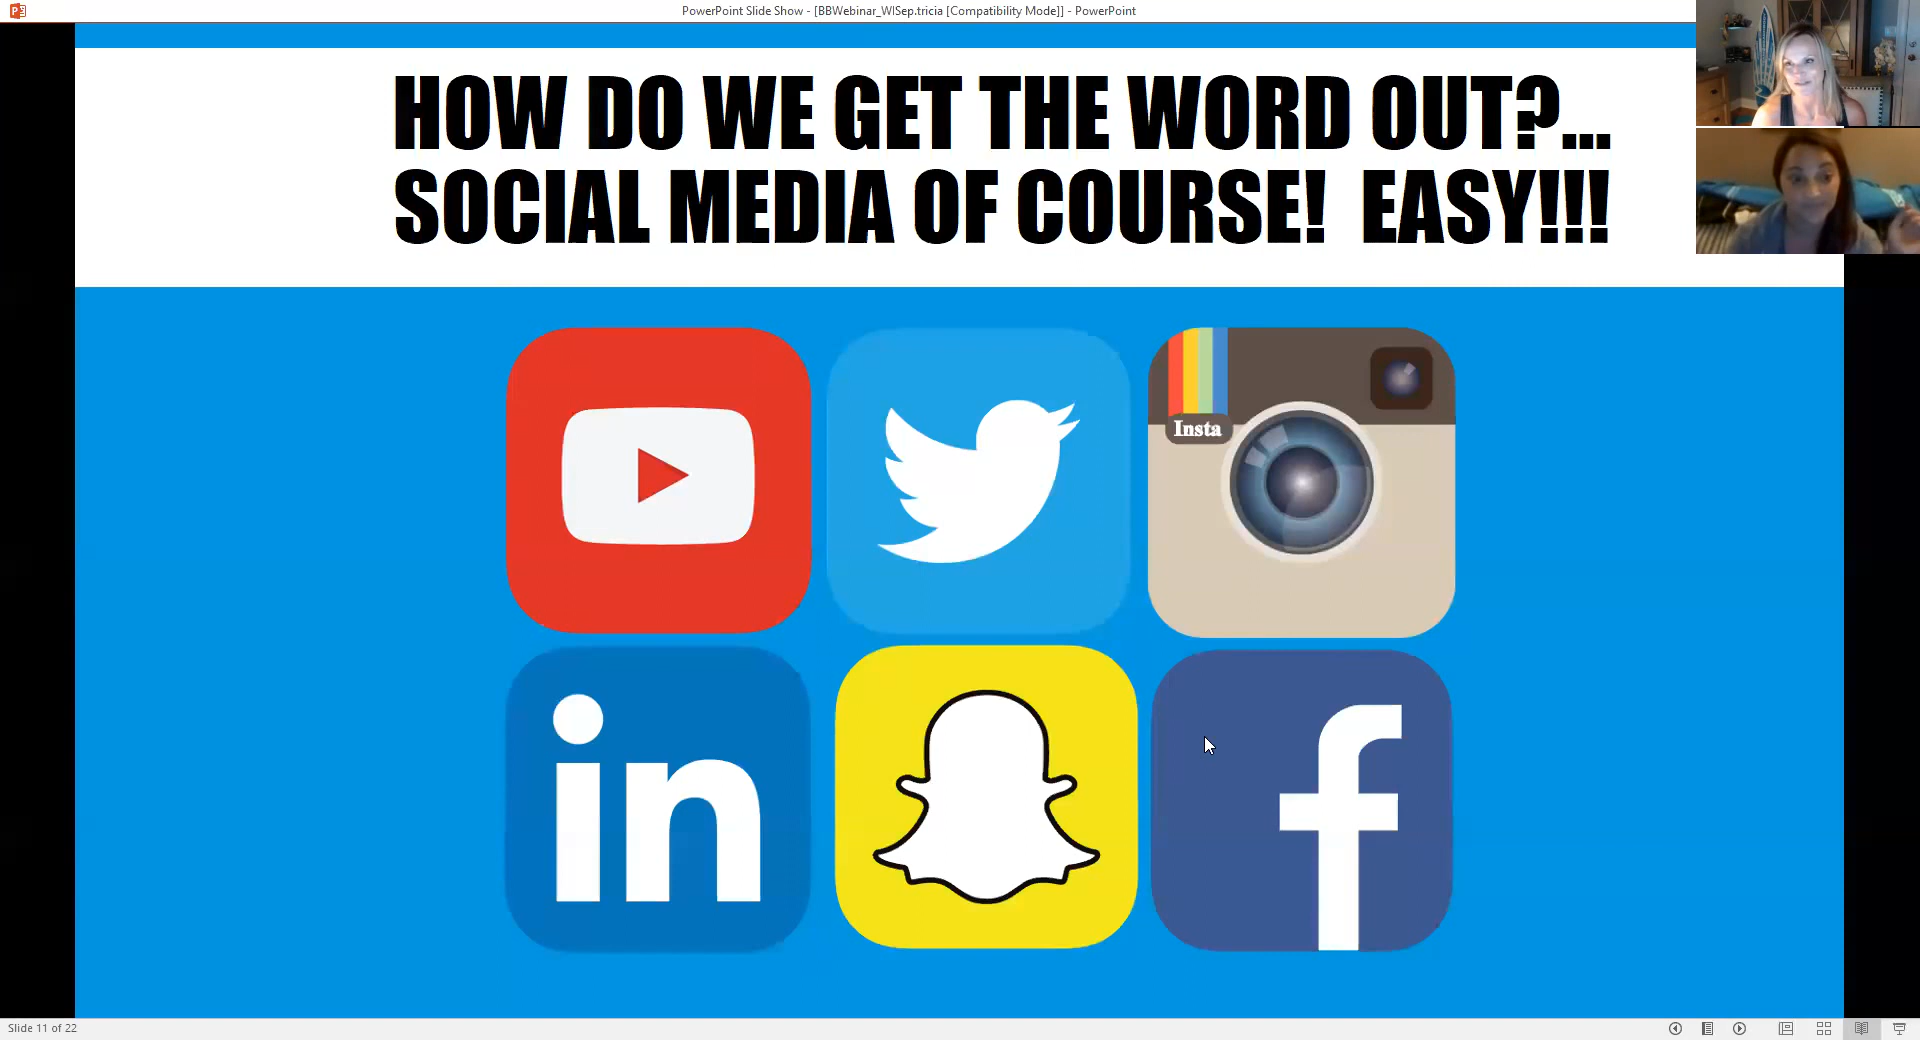 PowerPoint Slide Show - [BBWebinar_WISep.tricia [Compatibility Mode]] - PowerPoint
HOW DO WE GET THE WORD OUT?...
SOCIAL MEDIA OF COURSE!  EASY!!!
Insta
in
f
Slide 11 of 22